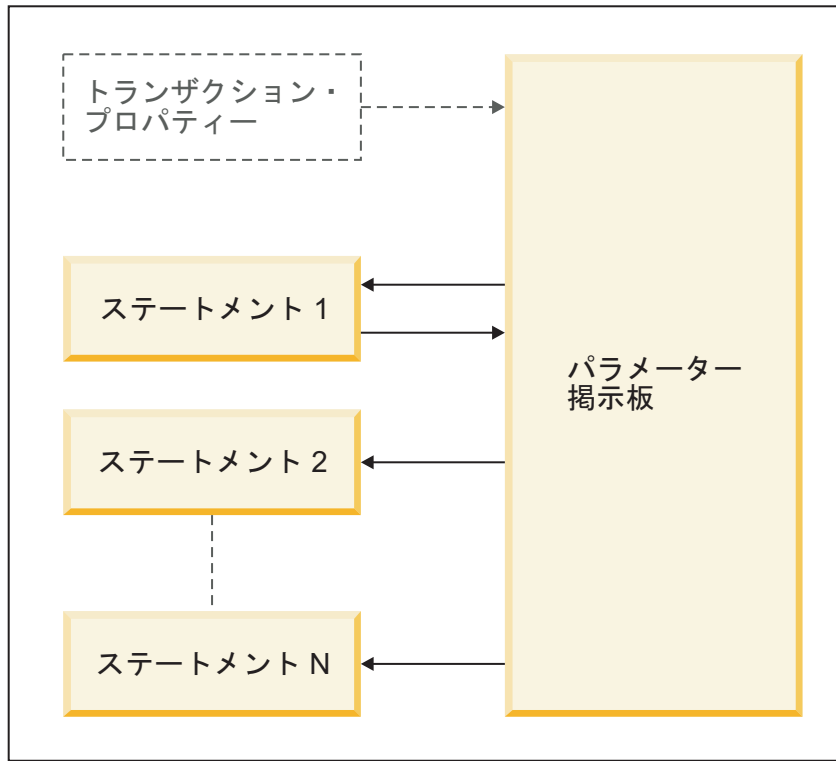 トランザクション・
プロパティー
ステートメント 1
ステートメント 2
ステートメント N
パラメーター
掲示板